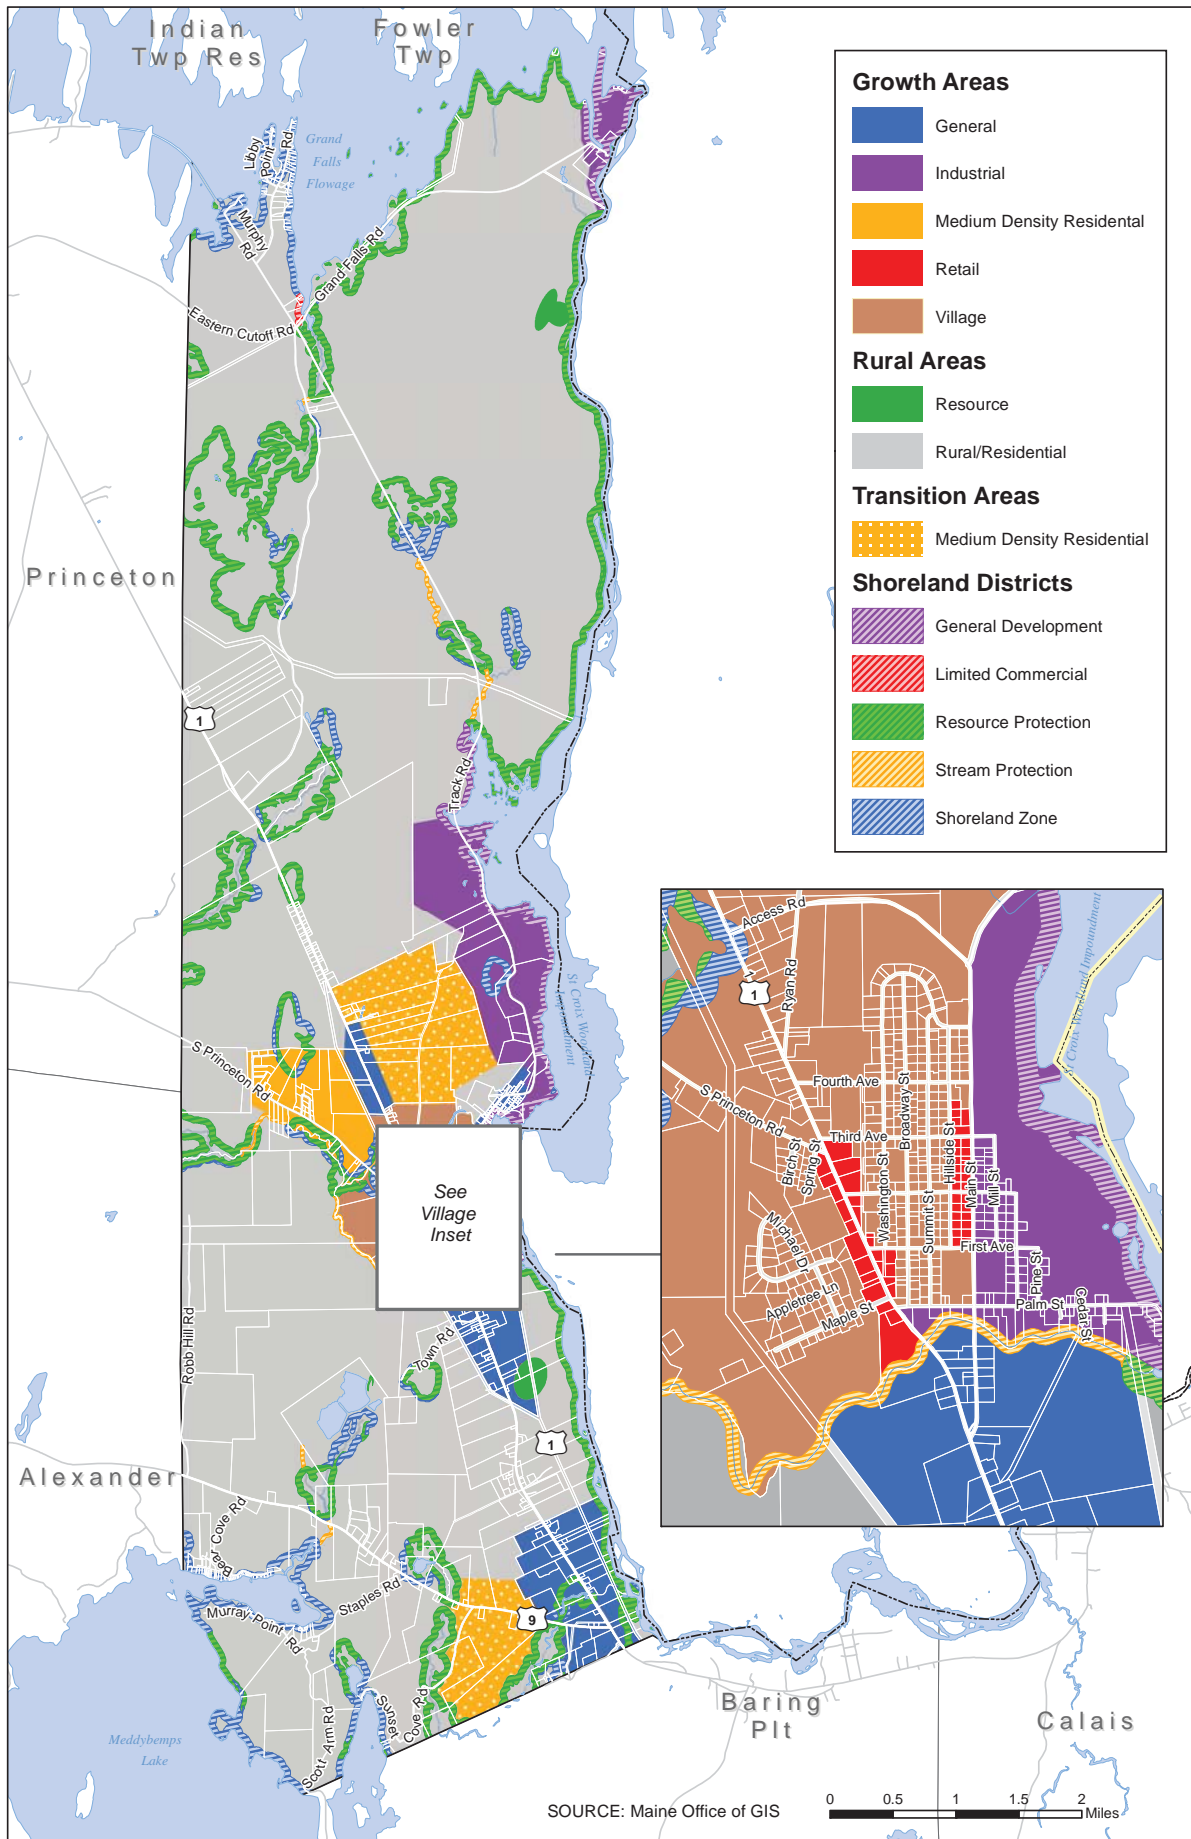 Indian
Twp Res
Fowler
Twp
Grand
Falls
Flowage
Libby
Point
Rd
Murphy
Rd
Grand Falls Rd
Eastern Cutoff Rd
Princeton
1
Track Rd
St Croix Woodland
Impoundment
S Princeton Rd
See
Village
Inset
Robb Hill Rd
Town Rd
1
Alexander
Bear Cove Rd
Staples Rd
Murray Point Rd
9
Sunset
Cove Rd
Scott
Arm Rd
Meddybemps
Lake
Baring
Plt
Calais
Growth Areas
General
Industrial
Medium Density Residential
Retail
Village
Rural Areas
Resource
Rural/Residential
Transition Areas
Medium Density Residential
Shoreland Districts
General Development
Limited Commercial
Resource Protection
Stream Protection
Shoreland Zone
Access Rd
1
Ryan Rd
St Croix Woodland Impoundment
Fourth Ave
Broadway St
S Princeton Rd
Third Ave
Birch St
Spring St
Hillside St
Main St
Mill St
Washington St
Summit St
Michael Dr
First Ave
Pine St
Appletree Ln
Maple St
Palm St
Cedar St
SOURCE: Maine Office of GIS
0 0.5 1 1.5 2
Miles